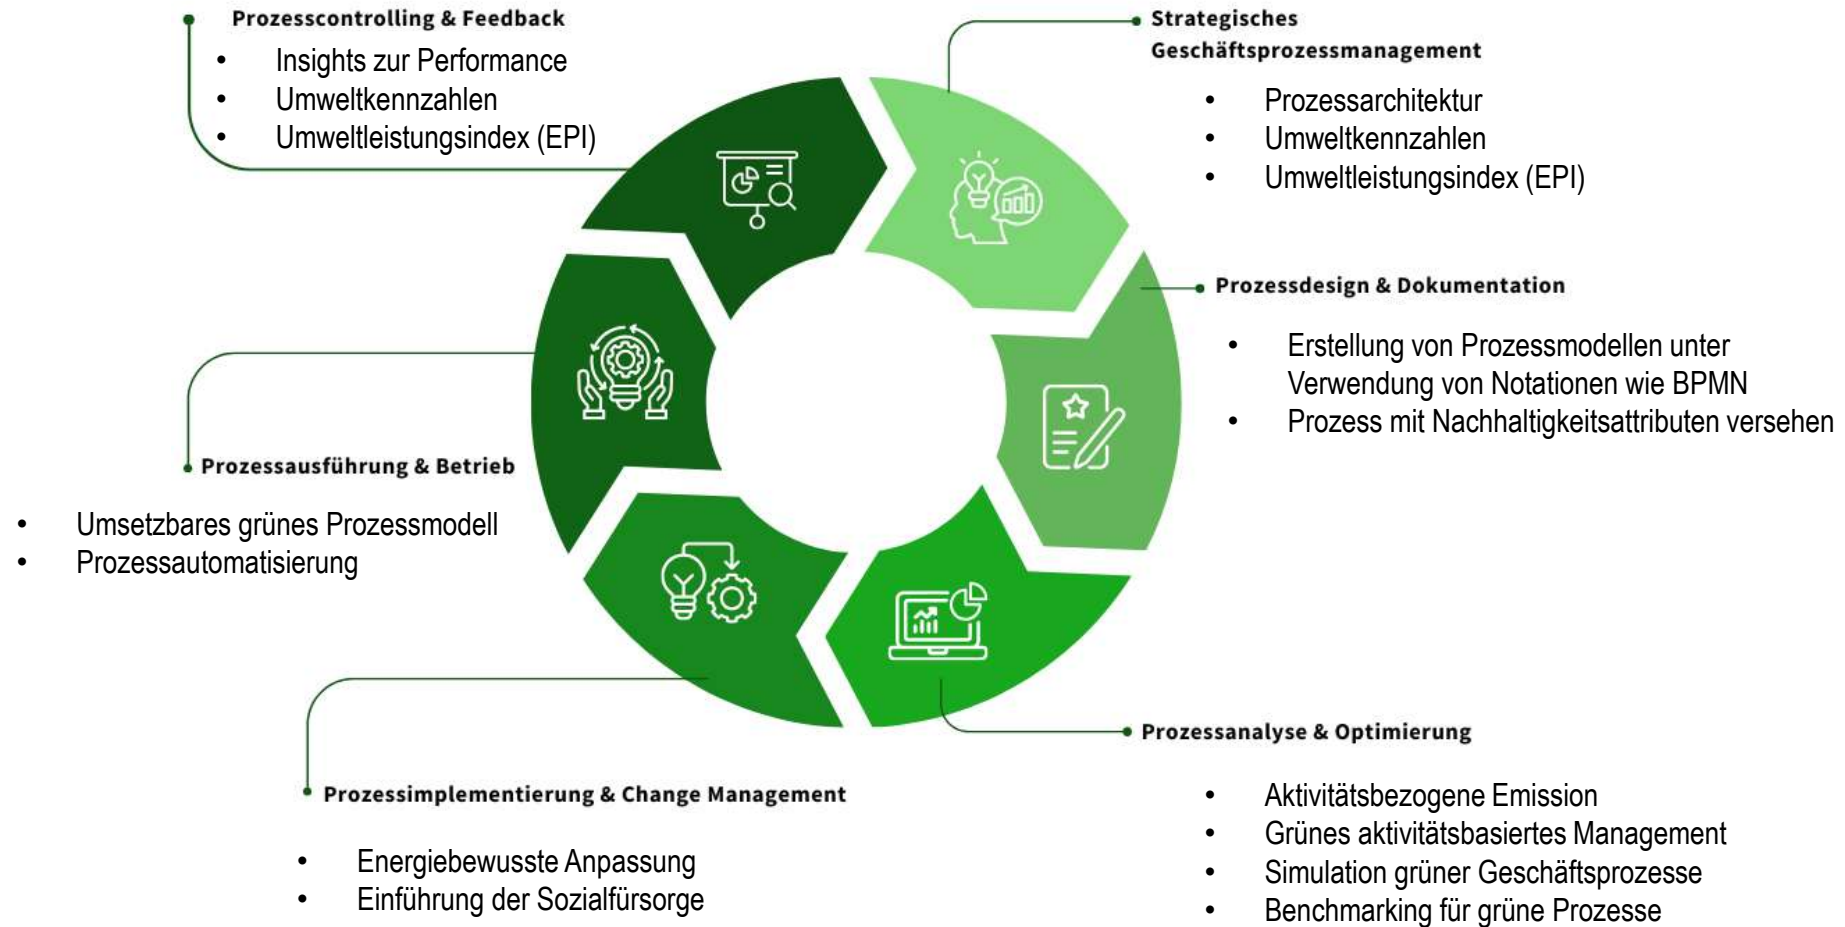 Prozesscontrolling & Feedback
• Insights zur Performance
• Umweltkennzahlen
• Umweltleistungsindex (EPI)
Strategisches
Geschäftsprozessmanagement
• Prozessarchitektur
• Umweltkennzahlen
• Umweltleistungsindex (EPI)
Prozessdesign & Dokumentation
• Erstellung von Prozessmodellen unter
Verwendung von Notationen wie BPMN
• Prozess mit Nachhaltigkeitsattributen versehen
Prozessausführung & Betrieb
• Umsetzbares grünes Prozessmodell
• Prozessautomatisierung
Prozessanalyse & Optimierung
• Aktivitätsbezogene Emission
• Grünes aktivitätsbasiertes Management
• Simulation grüner Geschäftsprozesse
• Benchmarking für grüne Prozesse
Prozessimplementierung & Change Management
• Energiebewusste Anpassung
• Einführung der Sozialfürsorge